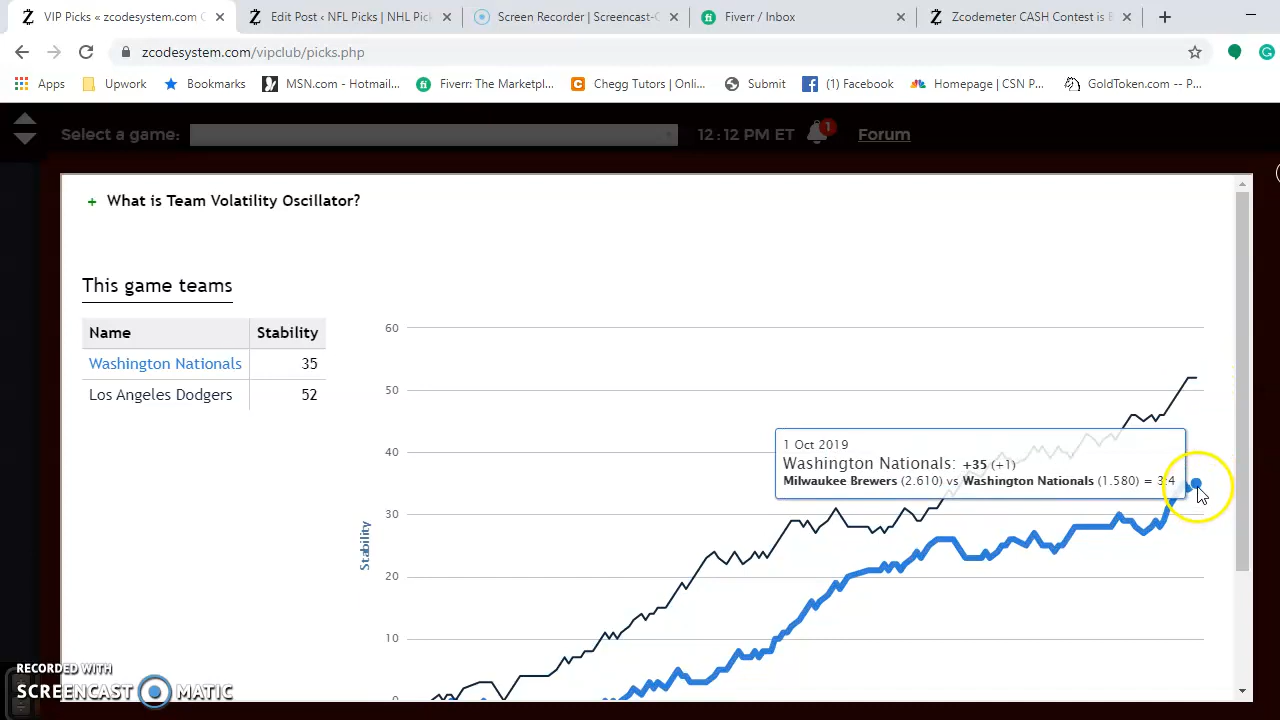 VIP Picks « zcodesystem.com
Edit Post ‹ NFL Picks | NHL Pick
Screen Recorder | Screencast-O
Fiverr / Inbox
Zcodemeter CASH Contest is B
zcodesystem.com/vipclub/picks.php
Apps
Upwork
Bookmarks
MSN.com - Hotmail...
Fiverr: The Marketpl...
Chegg Tutors | Onli...
Submit
(1) Facebook
Homepage | CSN P...
GoldToken.com -- P...
Select a game:
12:12 PM ET
1
Forum
+ What is Team Volatility Oscillator?
This game teams
Name Stability
Washington Nationals 35
Los Angeles Dodgers 52
60
50
40
30
20
10
0
Stability
1 Oct 2019
Washington Nationals: +35 (+1)
Milwaukee Brewers (2.610) vs Washington Nationals (1.580) = 3:4
RECORDED WITH
SCREENCAST MATIC